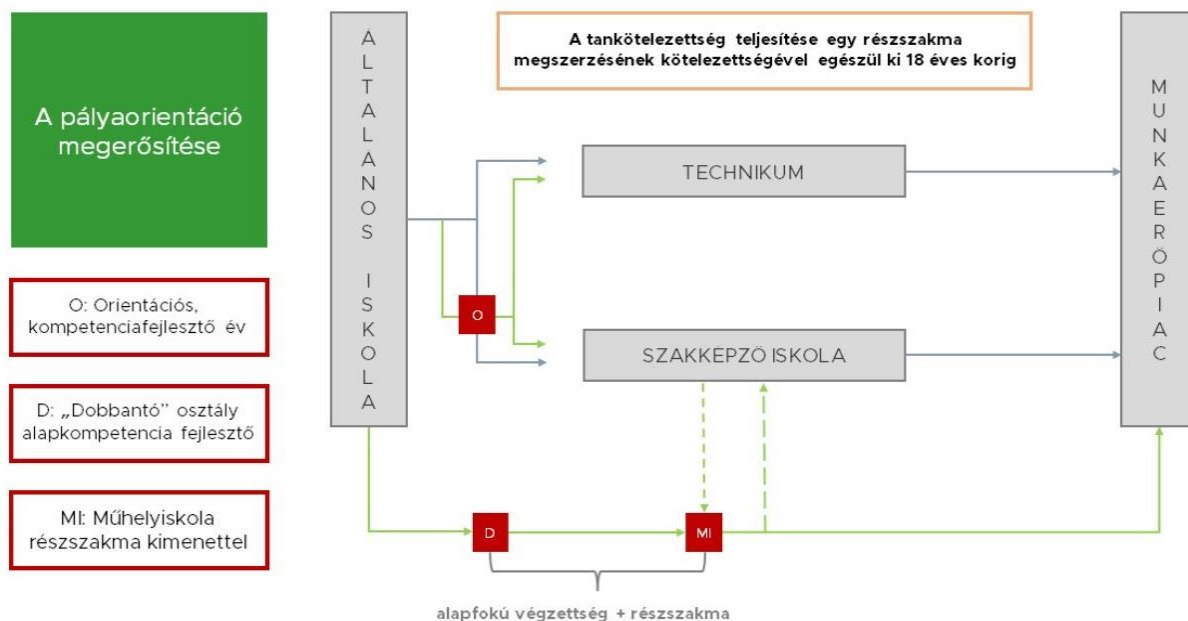 A pályaorientáció
megerősítése
O: Orientációs,
kompetenciafejlesztő év
D: „Dobbantó” osztály
alapkompetencia fejlesztő
MI: Műhelyiskola
részszakma kimenettel
ÁLTALÁNOS ISKOLA
A tankötelezettség teljesítése egy részszakma
megszerzésének kötelezettségével egészül ki 18 éves korig
TECHNIKUM
O
SZAKKÉPZŐ ISKOLA
D
MI
alapfokú végzettség + részszakma
MUNKAERŐPIAC